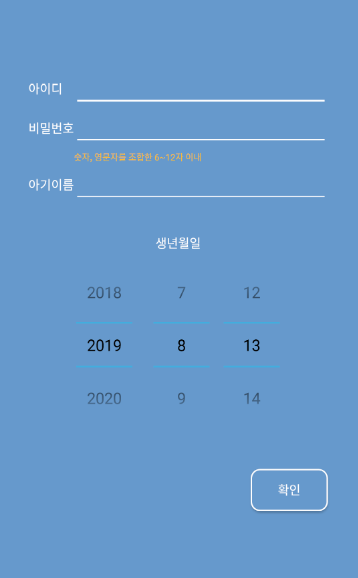 아이디
비밀번호
숫자, 영문자를 조합한 6~12자 이내
아기이름
생년월일
2018 7 12
2019 8 13
2020 9 14
확인